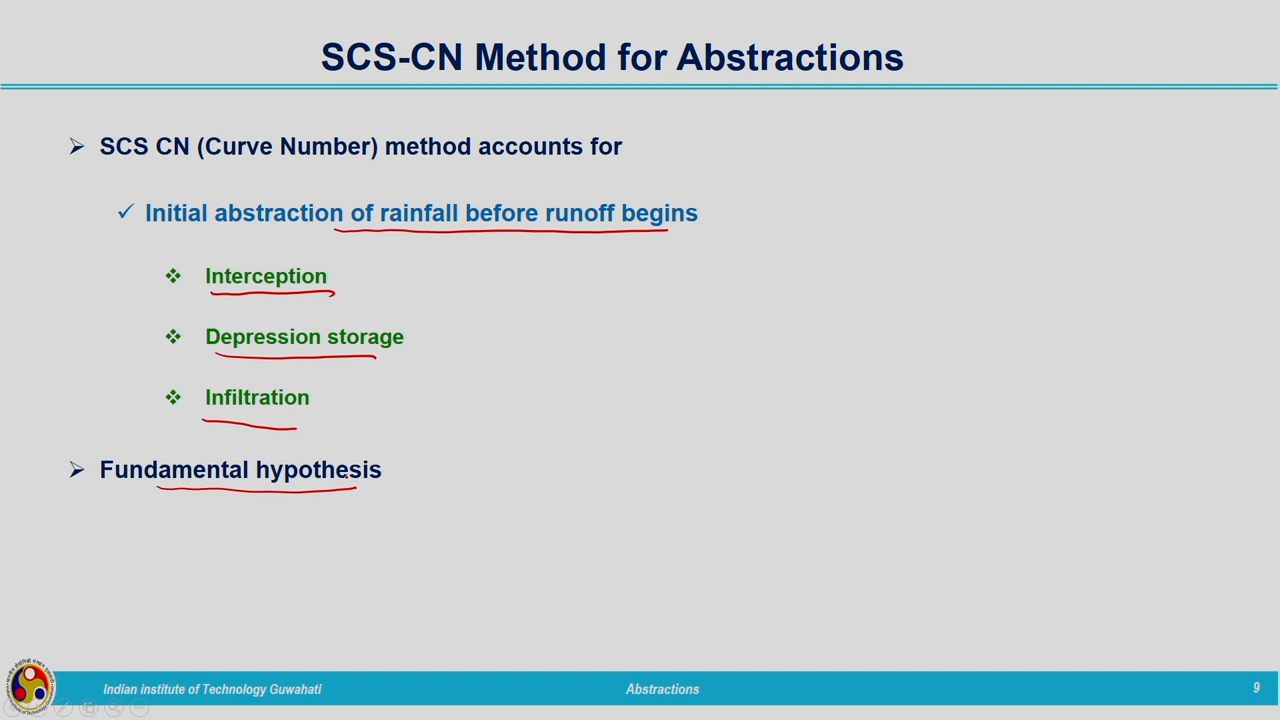 SCS-CN Method for Abstractions
SCS CN (Curve Number) method accounts for
Initial abstraction of rainfall before runoff begins
Interception
Depression storage
Infiltration
Fundamental hypothesis
Indian institute of Technology Guwahati
Abstractions
9